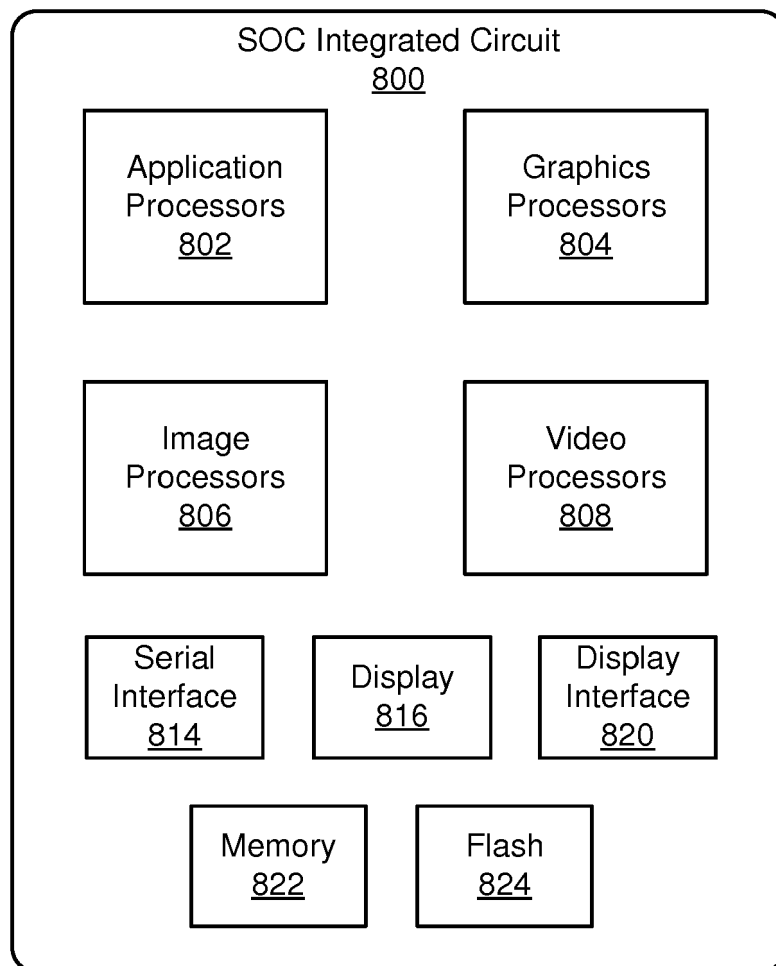 SOC Integrated Circuit
800
Application
Processors
802
Graphics
Processors
804
Image
Processors
806
Video
Processors
808
Serial
Interface
814
Display
816
Display
Interface
820
Memory
822
Flash
824